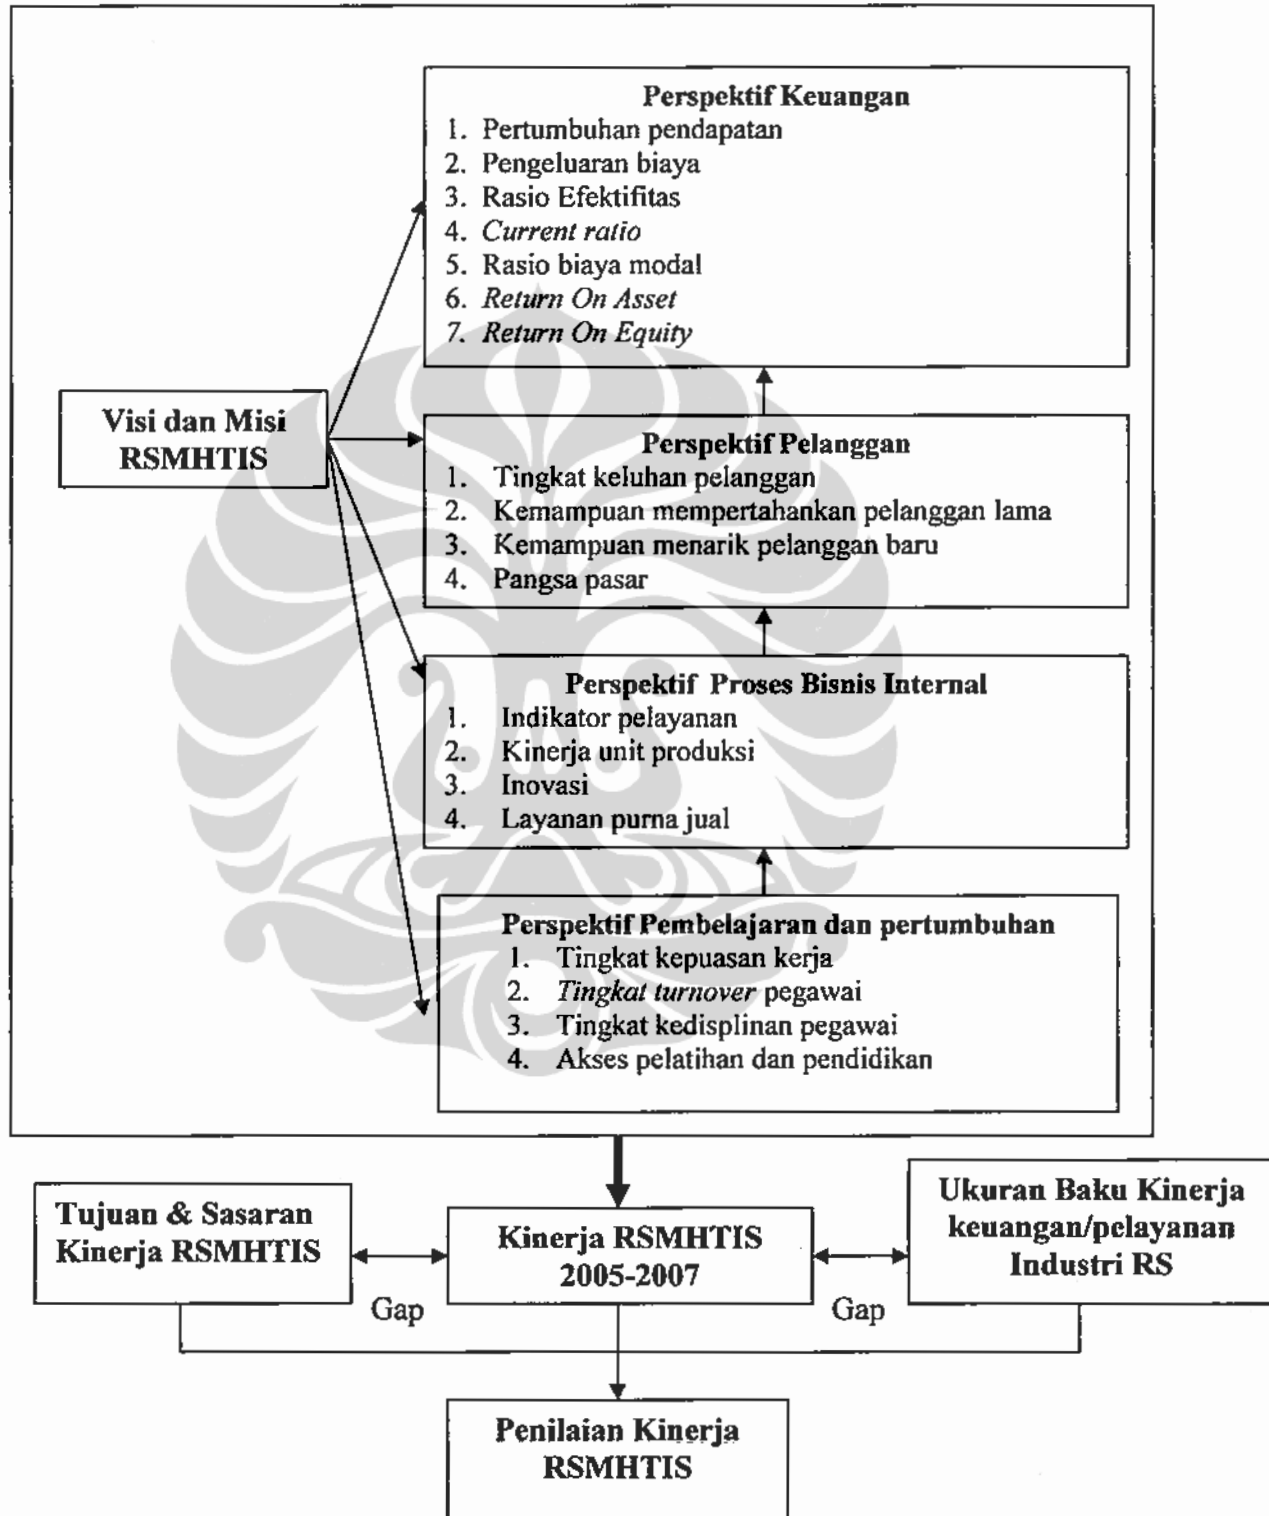 Perspektif Keuangan
1. Pertumbuhan pendapatan
2. Pengeluaran biaya
3. Rasio Efektifitas
4. Current ratio
5. Rasio biaya modal
6. Return On Asset
7. Return On Equity
Visi dan Misi
RSMHTIS
Perspektif Pelanggan
1. Tingkat keluhan pelanggan
2. Kemampuan mempertahankan pelanggan lama
3. Kemampuan menarik pelanggan baru
4. Pangsa pasar
Perspektif Proses Bisnis Internal
1. Indikator pelayanan
2. Kinerja unit produksi
3. Inovasi
4. Layanan purna jual
Perspektif Pembelajaran dan pertumbuhan
1. Tingkat kepuasan kerja
2. Tingkat turnover pegawai
3. Tingkat kedisplinan pegawai
4. Akses pelatihan dan pendidikan
Tujuan & Sasaran
Kinerja RSMHTIS
Gap
Kinerja RSMHTIS
2005-2007
Gap
Ukuran Baku Kinerja
keuangan/pelayanan
Industri RS
Penilaian Kinerja
RSMHTIS